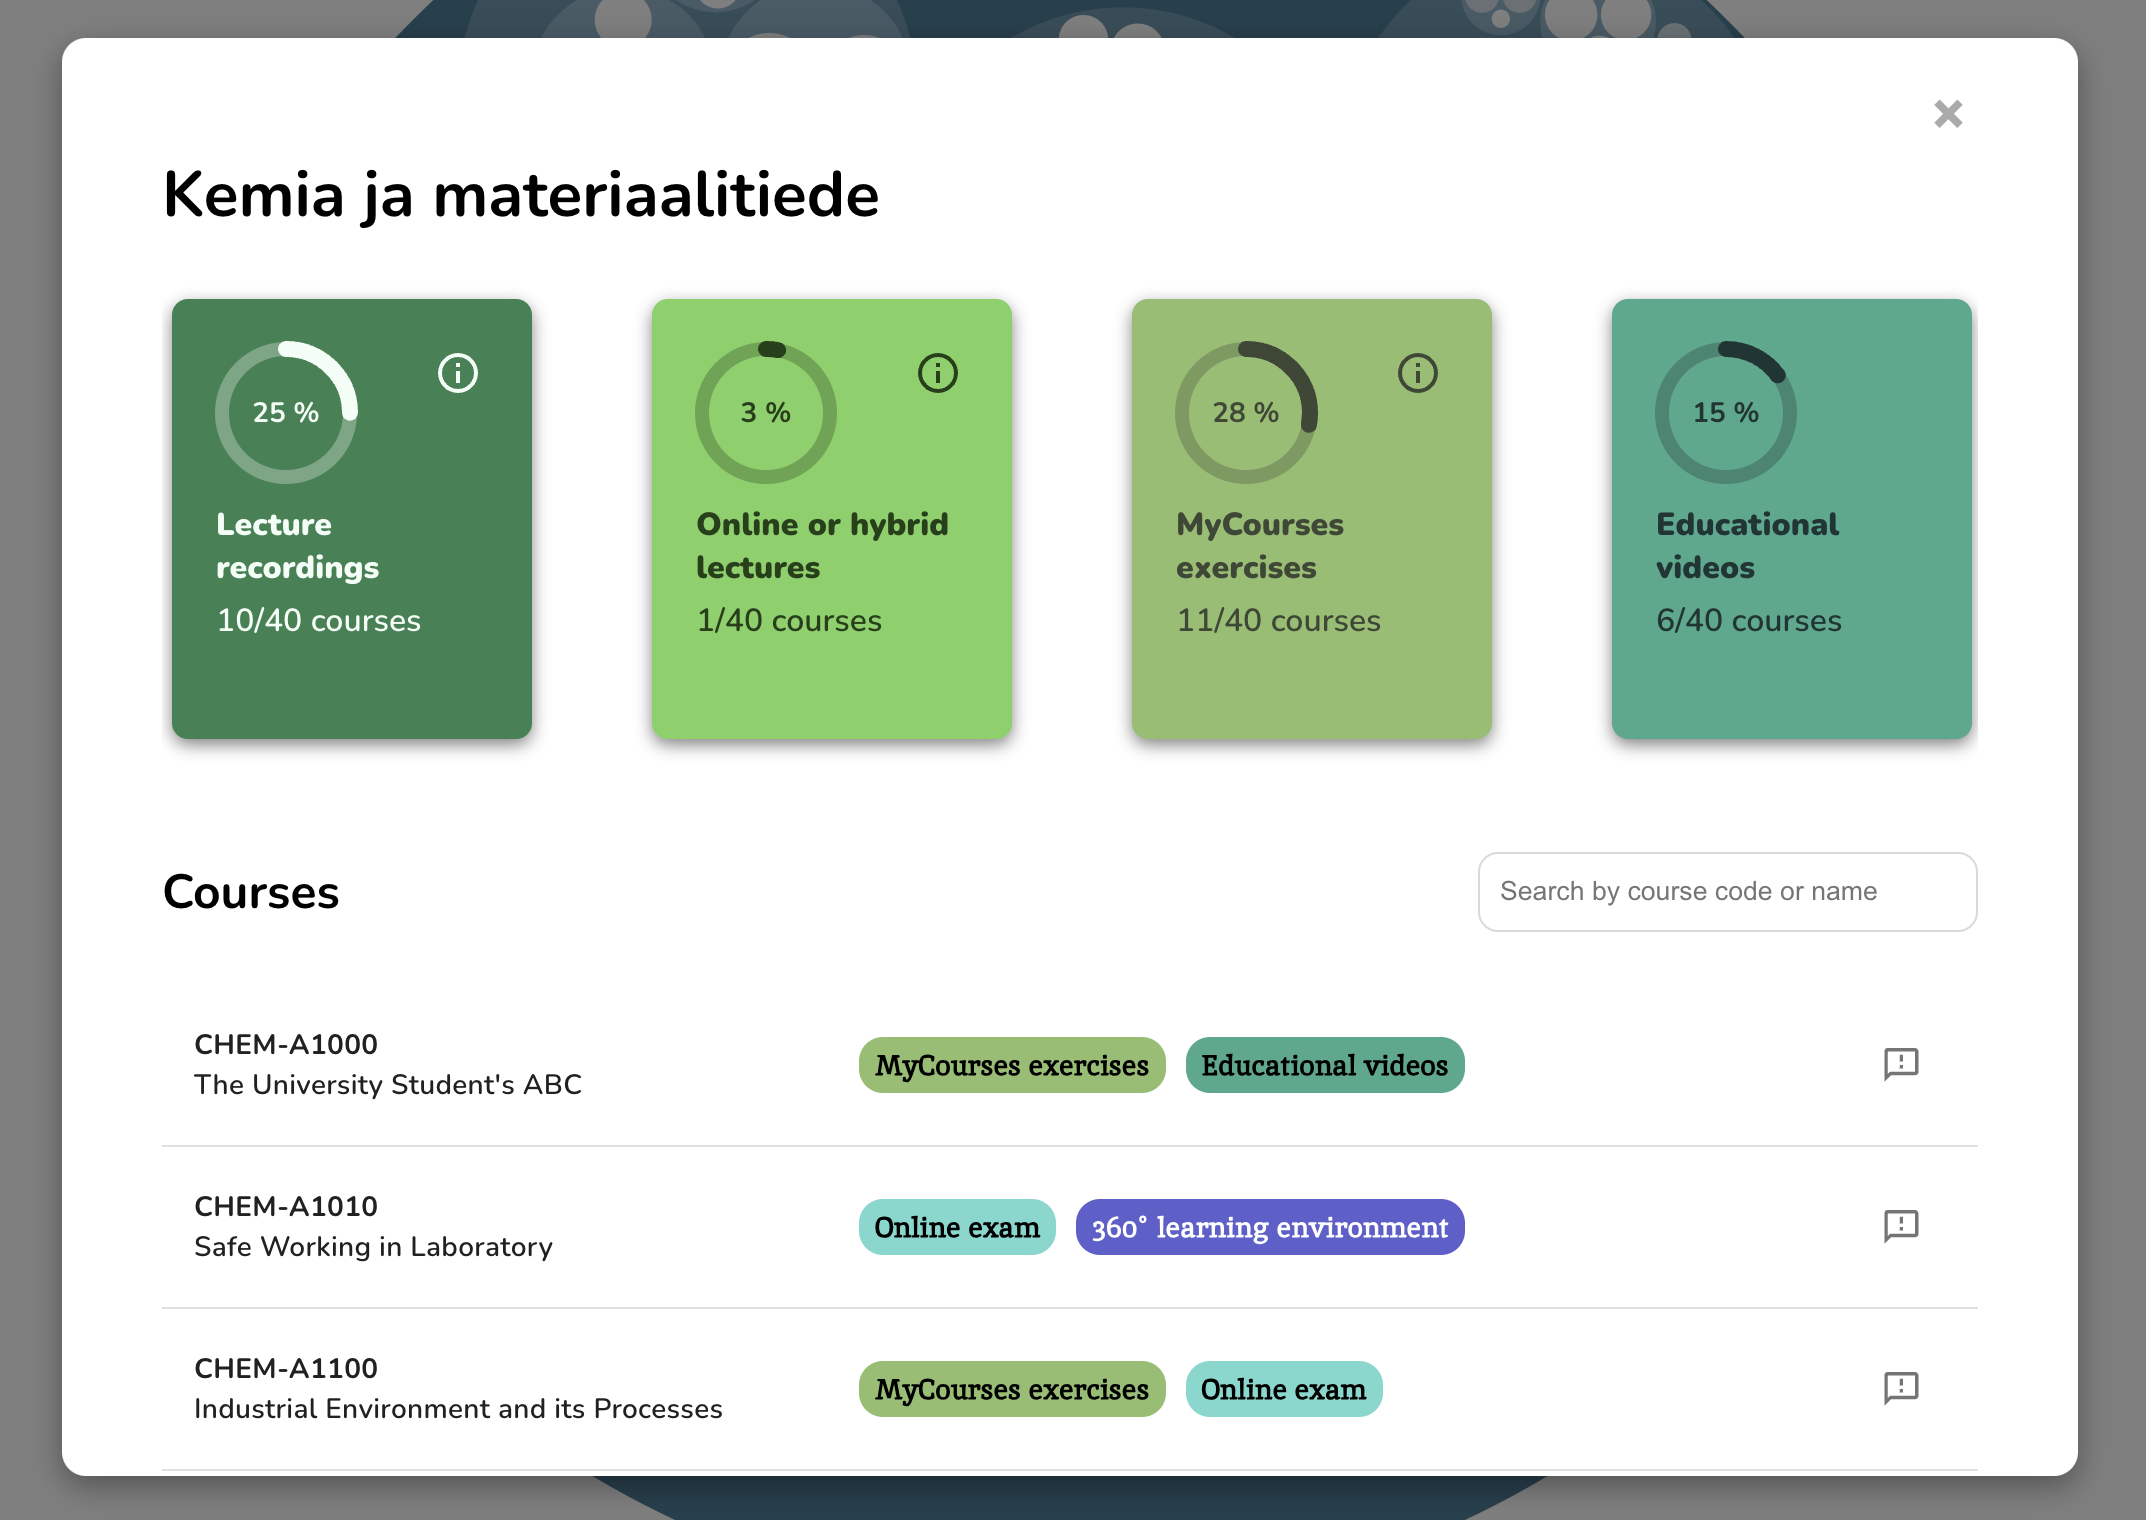 Kemia ja materiaalitiede
25 %
Lecture
recordings
10/40 courses
3 %
Online or hybrid
lectures
1/40 courses
28 %
MyCourses
exercises
11/40 courses
15 %
Educational
videos
6/40 courses
Courses
Search by course code or name
CHEM-A1000
The University Student's ABC
MyCourses exercises
Educational videos
CHEM-A1010
Safe Working in Laboratory
Online exam
360° learning environment
CHEM-A1100
Industrial Environment and its Processes
MyCourses exercises
Online exam